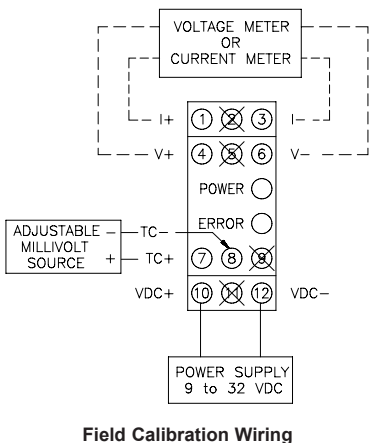 VOLTAGE METER
OR
CURRENT METER
I+ 1 2 3 I-
V+ 4 5 6 V-
POWER
ERROR
ADJUSTABLE
MILLIVOLT
SOURCE
- TC-
+ TC+
7 8 9
VDC+ 10 11 12 VDC-
POWER SUPPLY
9 to 32 VDC
Field Calibration Wiring